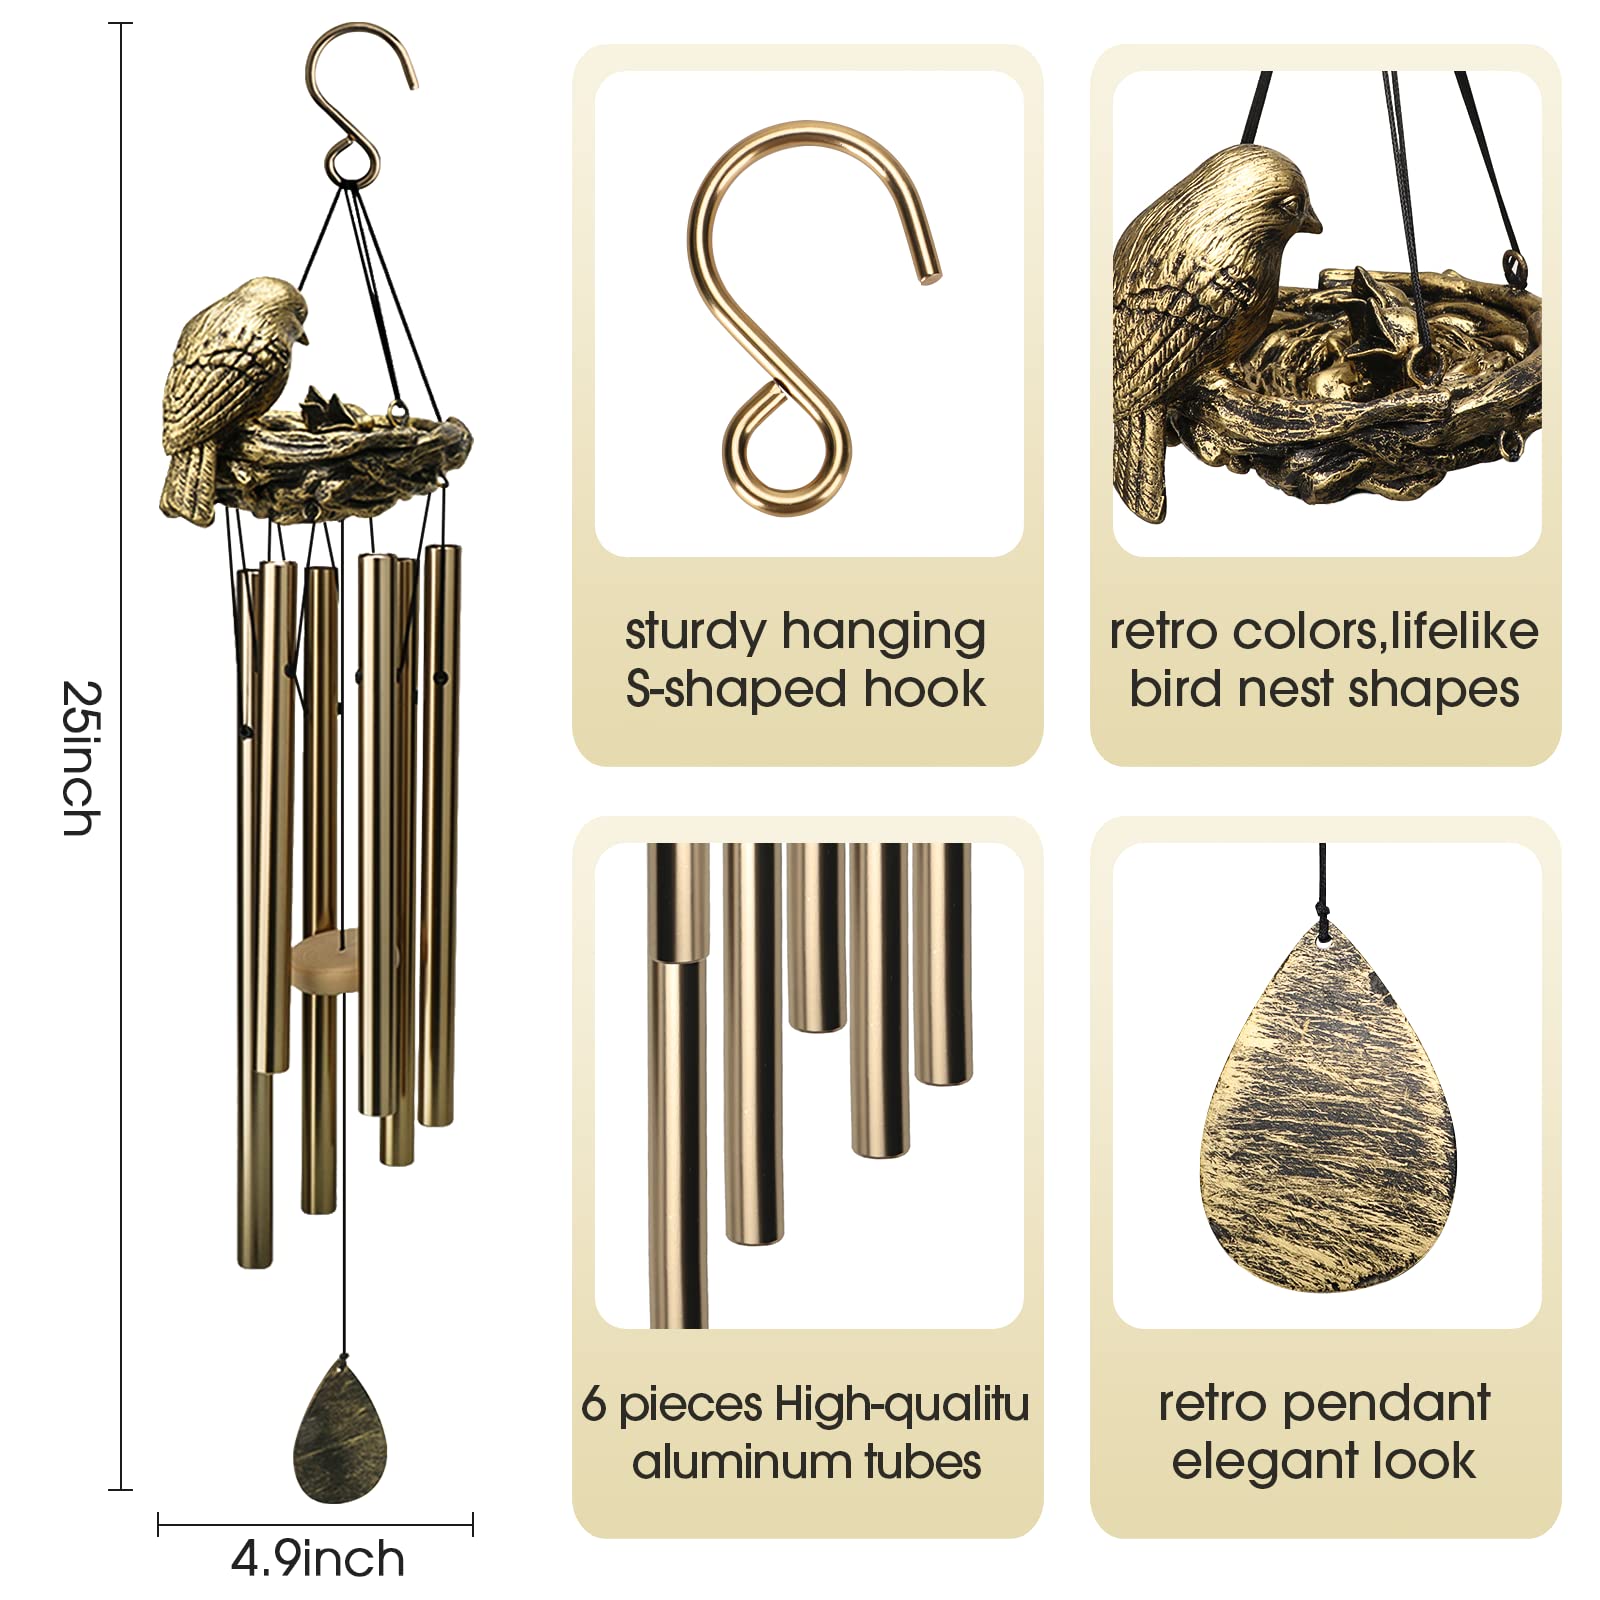 25inch
4.9inch
sturdy hanging
S-shaped hook
retro colors,lifelike
bird nest shapes
6 pieces High-qualitu
aluminum tubes
retro pendant
elegant look